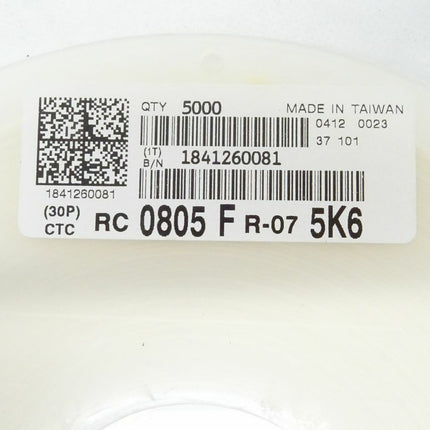 QTY 5000 MADE IN TAIWAN
0412 0023
37 101
(1T)
B/N 1841260081
1841260081
(30P)
CTC RC 0805 F R-07 5K6